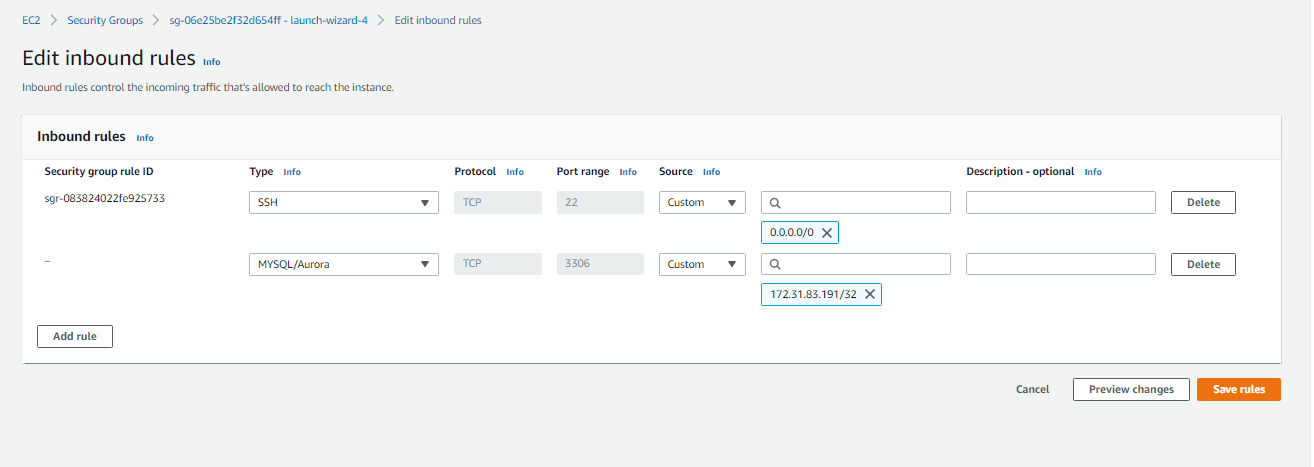 EC2 > Security Groups > sg-06e25be2f32d654ff - launch-wizard-4 > Edit inbound rules
Edit inbound rules Info
Inbound rules control the incoming traffic that's allowed to reach the instance.
Inbound rules Info
Security group rule ID Type Info Protocol Info Port range Info Source Info Description - optional Info
sgr-083824022fe925733 SSH TCP 22 Custom Delete
0.0.0.0/0
– MYSQL/Aurora TCP 3306 Custom Delete
172.31.83.191/32
Add rule
Cancel Preview changes Save rules